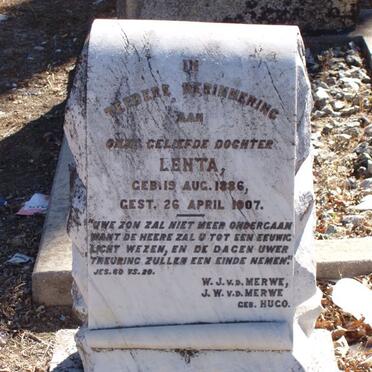 IN
TEEDERE HERINNERING
AAN
ONZE GELIEFDE DOCHTER
LENTA,
GEB: 19 AUG. 1886,
GEST. 26 APRIL 1907.
"UWE ZON ZAL NIET MEER ONDERGAAN
WANT DE HEERE ZAL U TOT EEN EEUWIG
LICHT WEZEN, EN DE DAGEN UWER
TREURING ZULLEN EEN EINDE NEMEN."
JES. 60 VS. 20.
W. J. V. D. MERWE,
J. W. V. D. MERWE
GEB. HUGO.